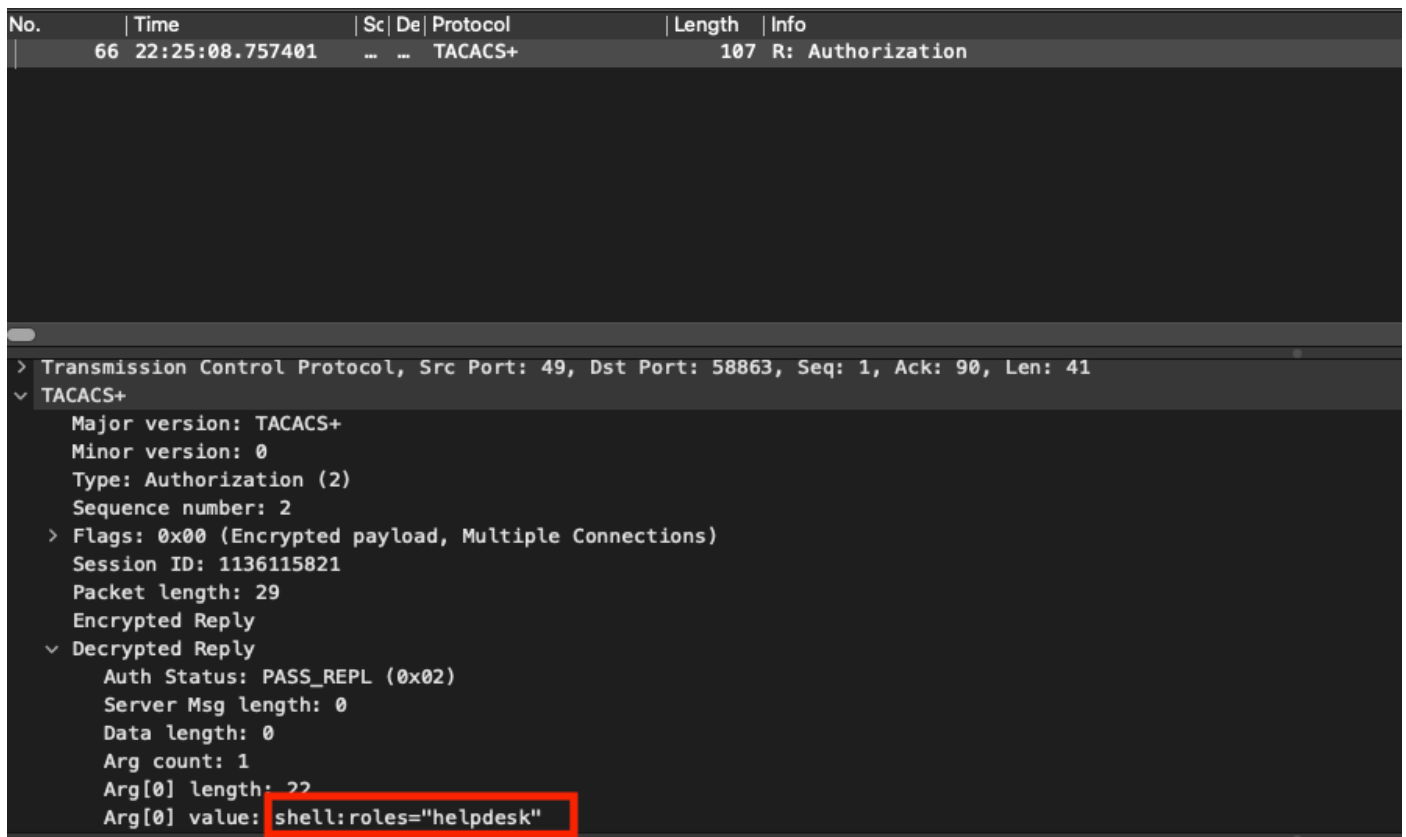 No. Time Sc De Protocol Length Info
66 22:25:08.757401 … … TACACS+ 107 R: Authorization
> Transmission Control Protocol, Src Port: 49, Dst Port: 58863, Seq: 1, Ack: 90, Len: 41
TACACS+
Major version: TACACS+
Minor version: 0
Type: Authorization (2)
Sequence number: 2
> Flags: 0x00 (Encrypted payload, Multiple Connections)
Session ID: 1136115821
Packet length: 29
Encrypted Reply
Decrypted Reply
Auth Status: PASS_REPL (0x02)
Server Msg length: 0
Data length: 0
Arg count: 1
Arg[0] length: 22
Arg[0] value: shell:roles="helpdesk"